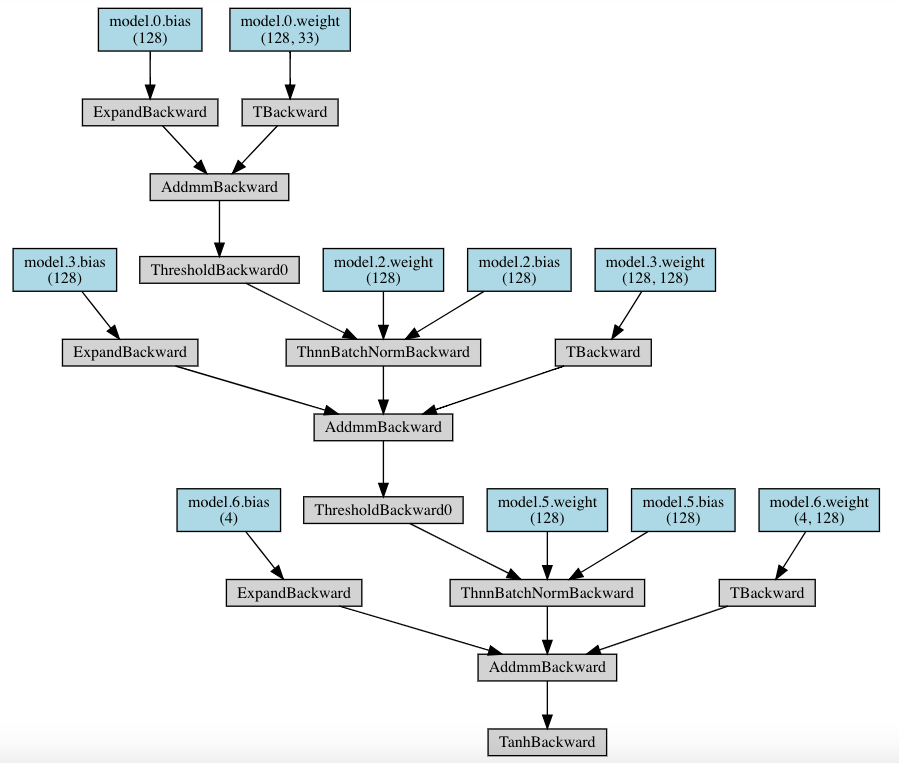 model.0.bias
(128)
model.0.weight
(128, 33)
ExpandBackward
TBackward
AddmmBackward
model.3.bias
(128)
ThresholdBackward0
model.2.weight
(128)
model.2.bias
(128)
model.3.weight
(128, 128)
ExpandBackward
ThnnBatchNormBackward
TBackward
AddmmBackward
model.6.bias
(4)
ThresholdBackward0
model.5.weight
(128)
model.5.bias
(128)
model.6.weight
(4, 128)
ExpandBackward
ThnnBatchNormBackward
TBackward
AddmmBackward
TanhBackward